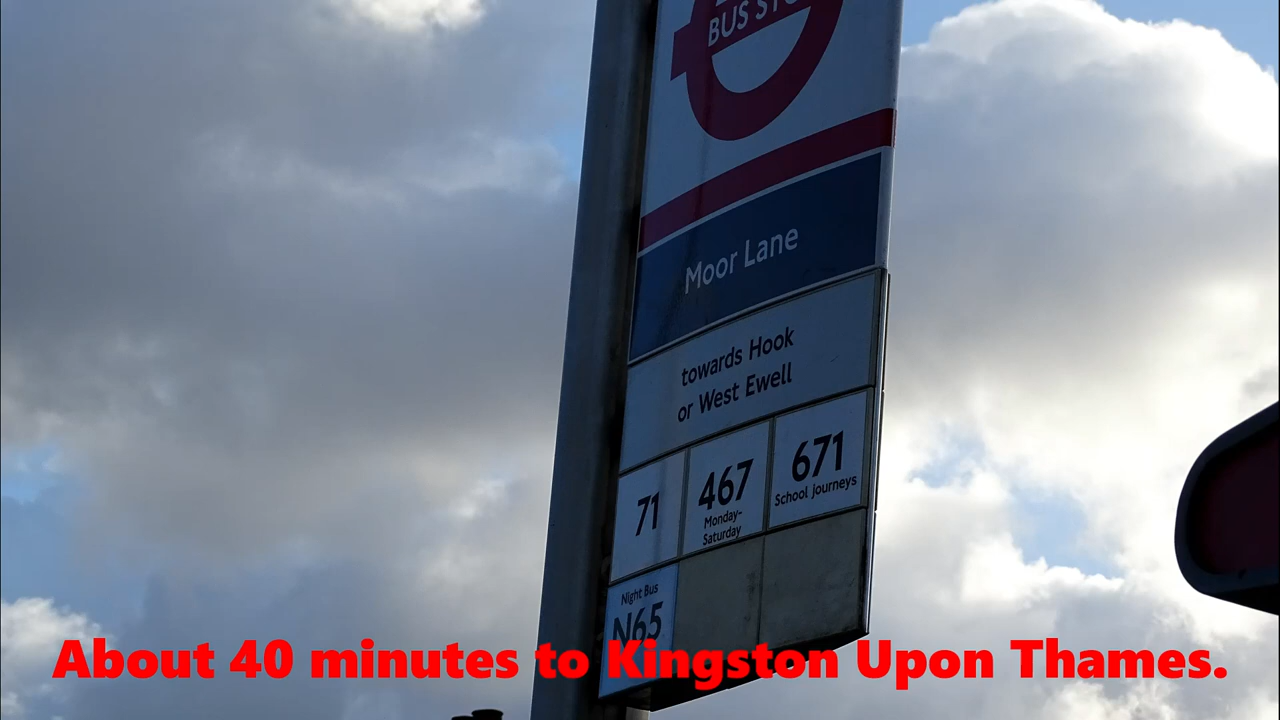 BUS STO
Moor Lane
towards Hook
or West Ewell
71
467
Monday-
Saturday
671
School journeys
Night Bus
N65
About 40 minutes to Kingston Upon Thames.